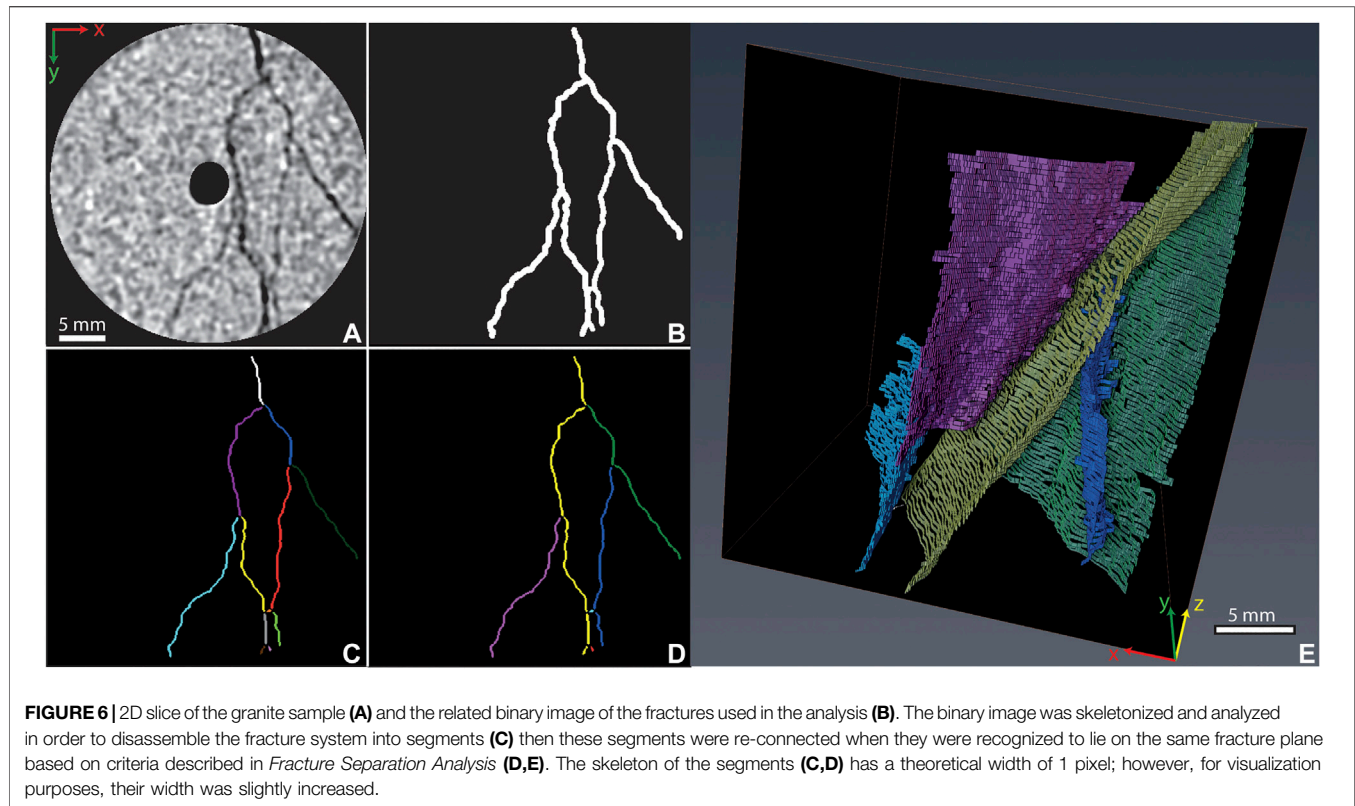 x
y
5 mm
A
B
C
D
y
z
x
5 mm
E
FIGURE 6 | 2D slice of the granite sample (A) and the related binary image of the fractures used in the analysis (B). The binary image was skeletonized and analyzed
in order to disassemble the fracture system into segments (C) then these segments were re-connected when they were recognized to lie on the same fracture plane
based on criteria described in Fracture Separation Analysis (D,E). The skeleton of the segments (C,D) has a theoretical width of 1 pixel; however, for visualization
purposes, their width was slightly increased.